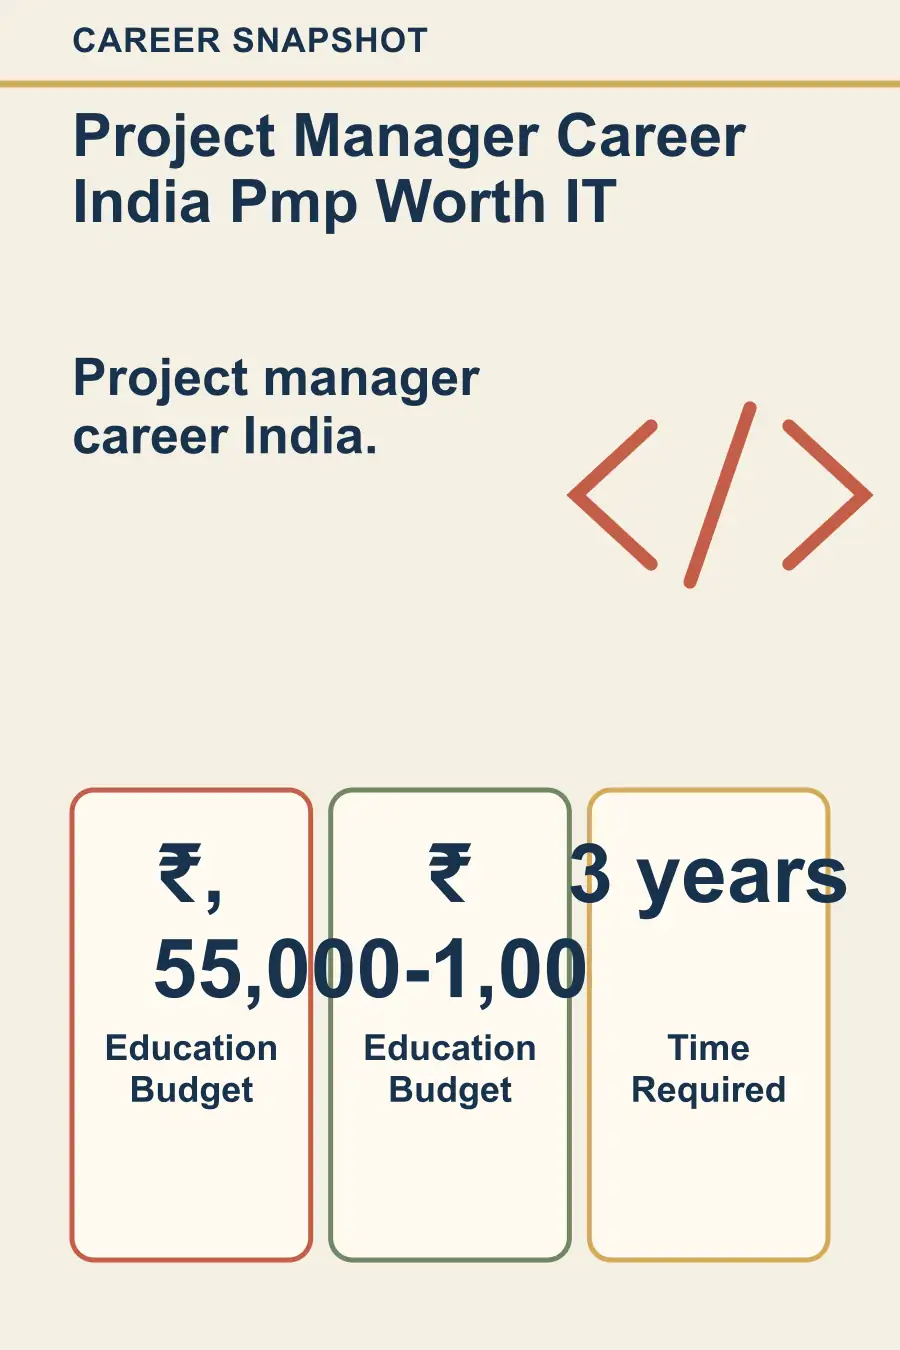 CAREER SNAPSHOT
Project Manager Career
India Pmp Worth IT
Project manager
career India.
₹,
Education
Budget
₹
55,000-1,00
Education
Budget
3 years
Time
Required